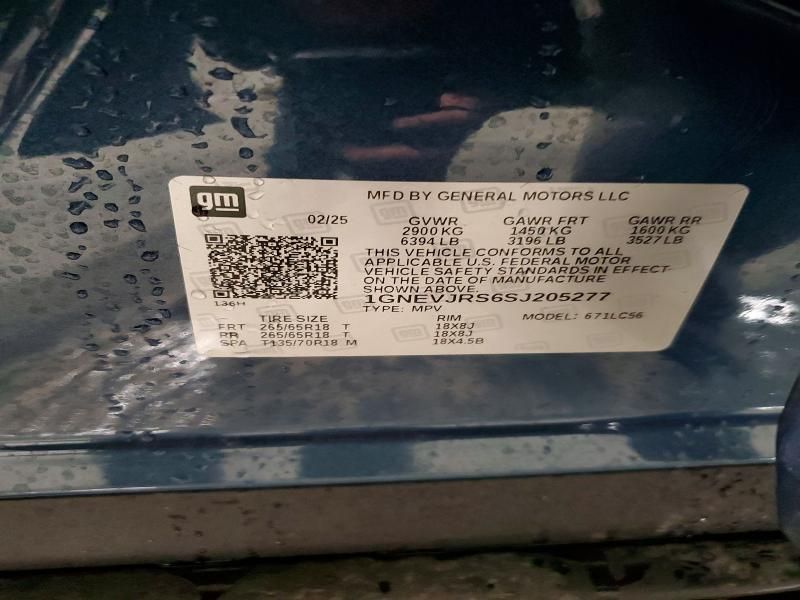 gm
MFD BY GENERAL MOTORS LLC
02/25 GVWR GAWR FRT GAWR RR
2900 KG 1450 KG 1600 KG
6394 LB 3196 LB 3527 LB
THIS VEHICLE CONFORMS TO ALL
APPLICABLE U.S. FEDERAL MOTOR
VEHICLE SAFETY STANDARDS IN EFFECT
ON THE DATE OF MANUFACTURE
SHOWN ABOVE.
136H
1GNEVJRS6SJ205277
TYPE: MPV MODEL: 671LC56
TIRE SIZE RIM
FRT 265/65R18 T 18X8J
RR 265/65R18 T 18X8J
SPA T135/70R18 M 18X4.5B